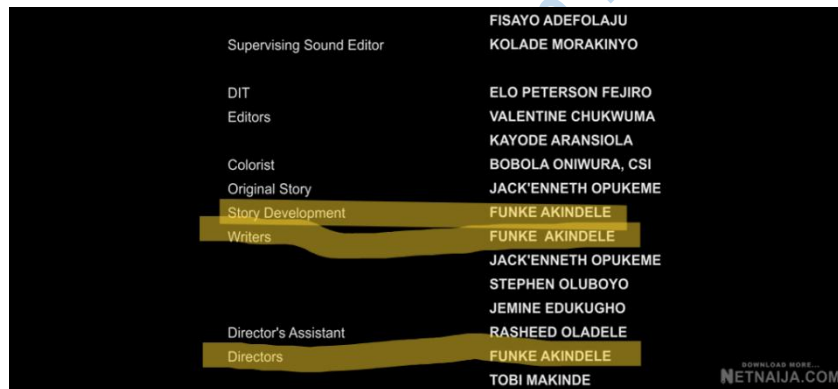 FISAYO ADEFOLAJU
Supervising Sound Editor KOLADE MORAKINYO
DIT ELO PETERSON FEJIRO
Editors VALENTINE CHUKWUMA
KAYODE ARANSIOLA
Colorist BOBOLA ONIWURA, CSI
Original Story JACK'ENNETH OPUKEME
Story Development FUNKE AKINDELE
Writers FUNKE AKINDELE
JACK'ENNETH OPUKEME
STEPHEN OLUBOYO
JEMINE EDUKUGHO
Director's Assistant RASHEED OLADELE
Directors FUNKE AKINDELE
TOBI MAKINDE
DOWNLOAD MORE...
NETNAIJA.COM